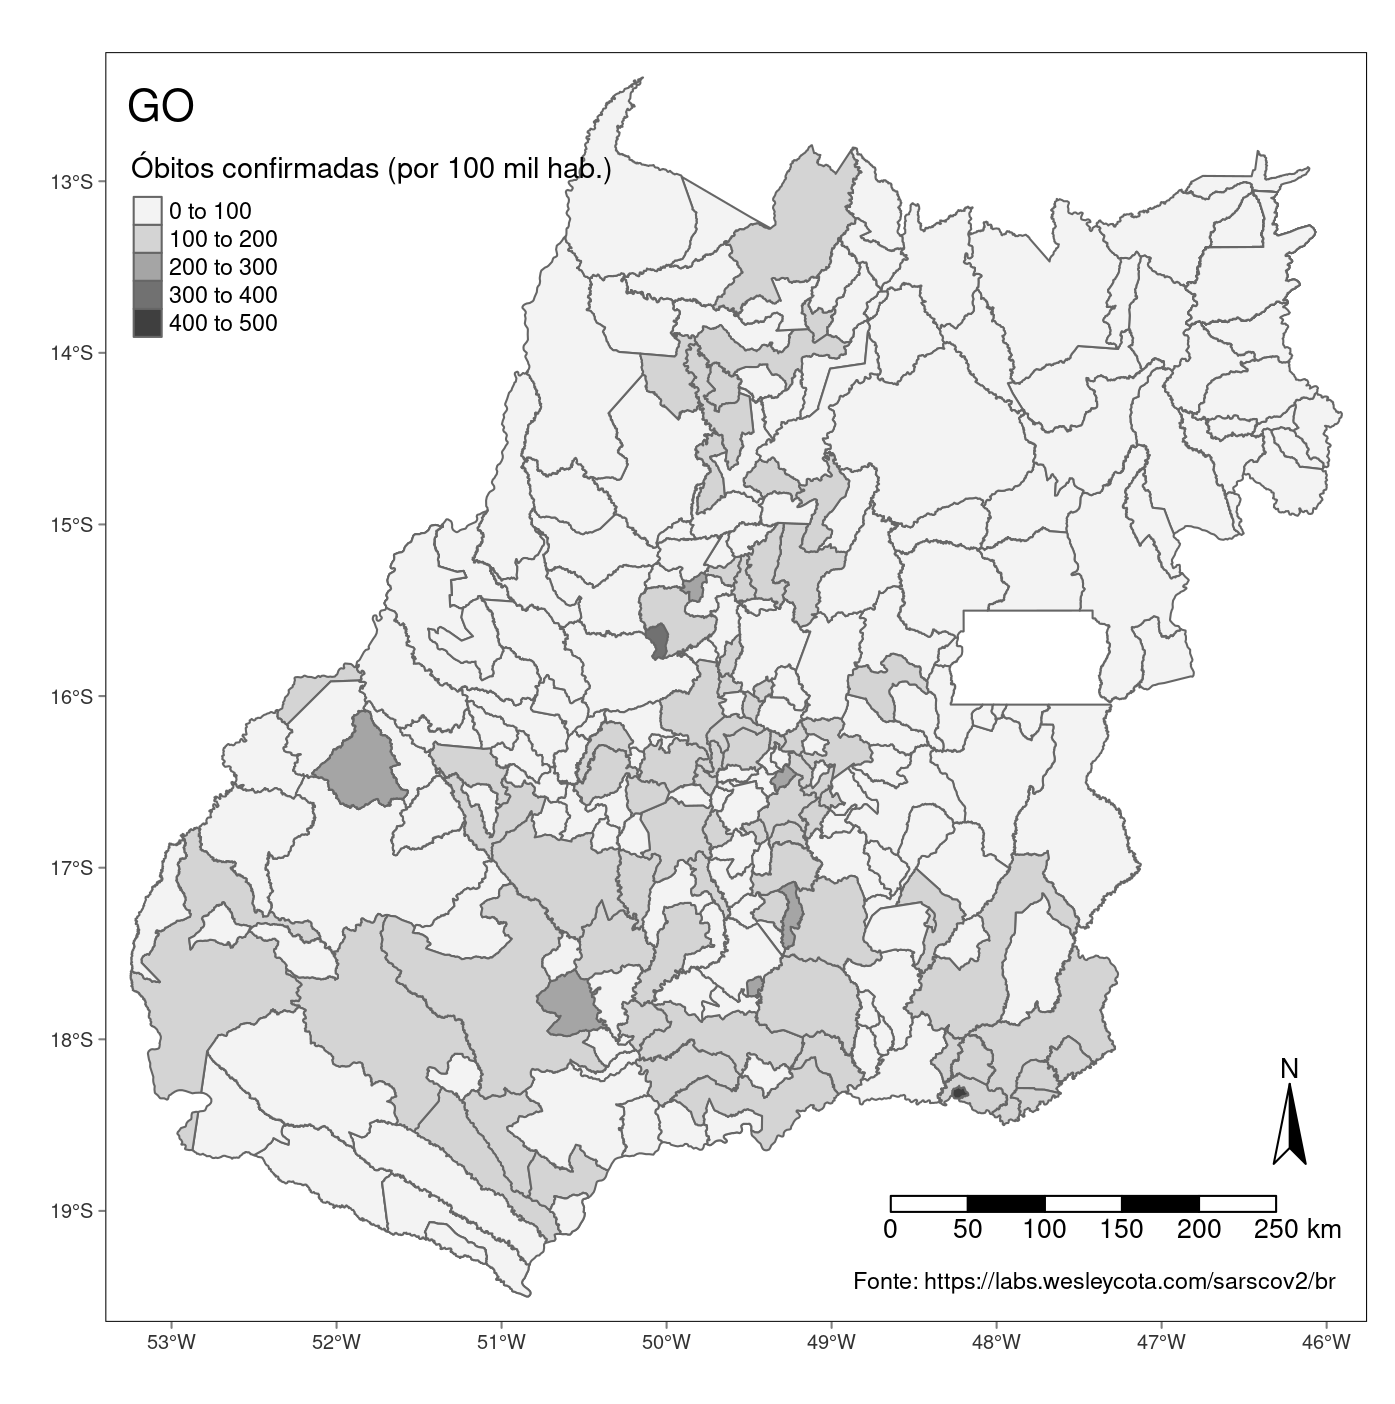 GO
Óbitos confirmadas (por 100 mil hab.)
0 to 100
100 to 200
200 to 300
300 to 400
400 to 500
13°S
14°S
15°S
16°S
17°S
18°S
19°S
N
0 50 100 150 200 250 km
Fonte: https://labs.wesleycota.com/sarscov2/br
53°W 52°W 51°W 50°W 49°W 48°W 47°W 46°W